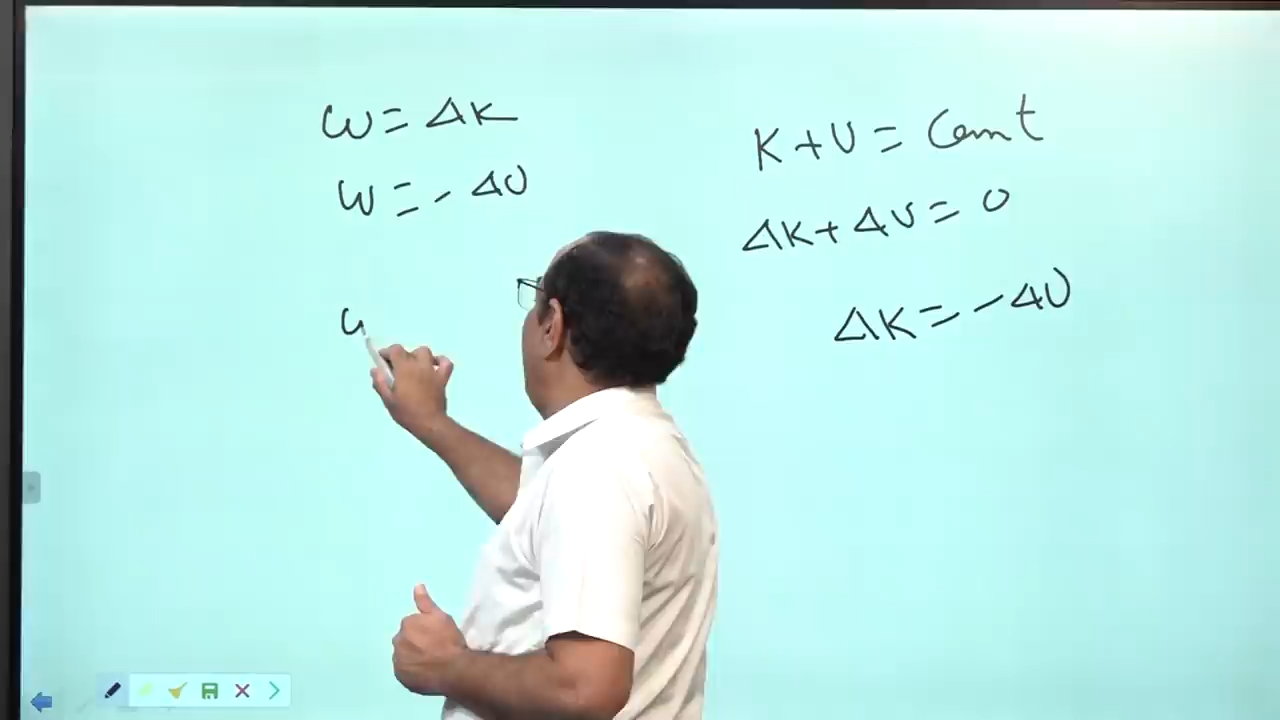 W = ΔK
W = - ΔU
K + U = Const
ΔK + ΔU = 0
ΔK = - ΔU